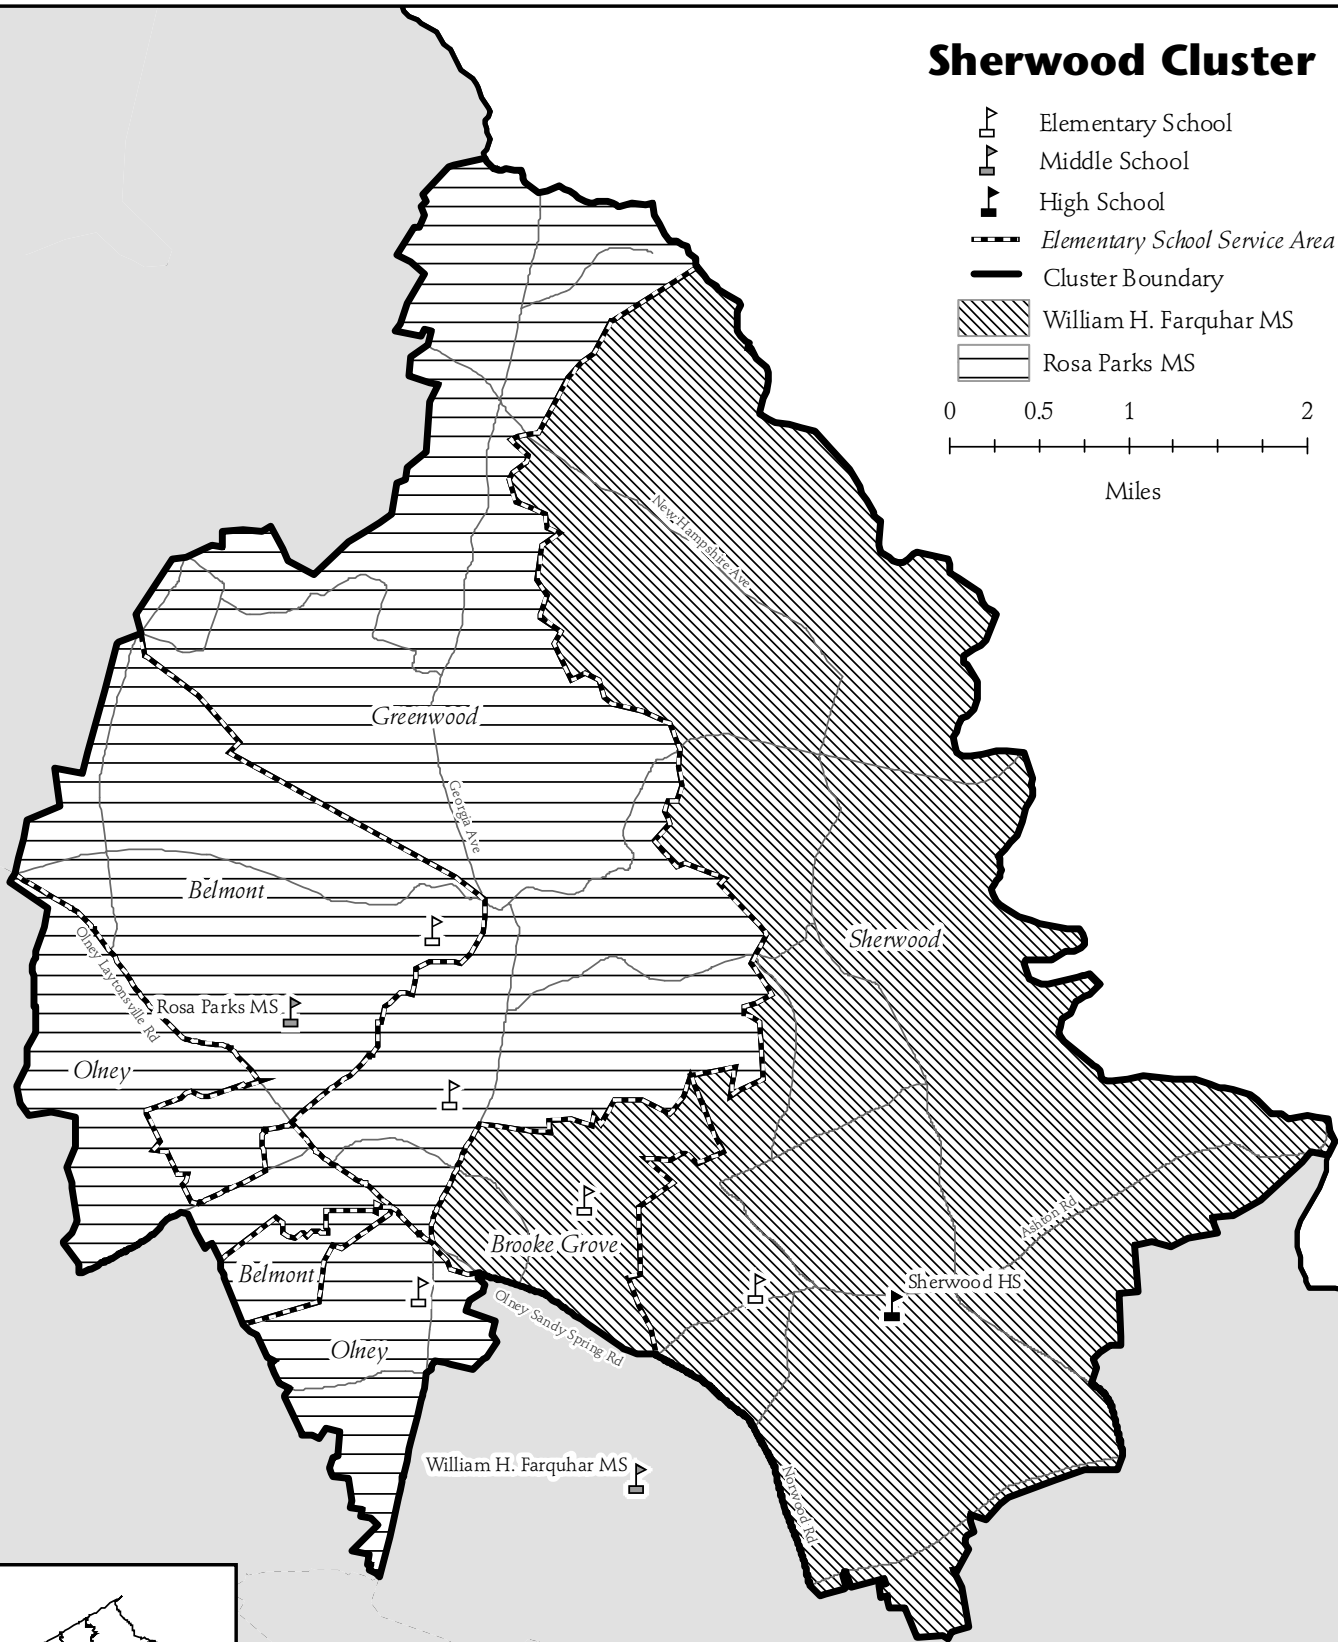 Sherwood Cluster
Elementary School
Middle School
High School
Elementary School Service Area
Cluster Boundary
William H. Farquhar MS
Rosa Parks MS
0 0.5 1 2
Miles
New Hampshire Ave
Greenwood
Georgia Ave
Belmont
Sherwood
Olney Laytonsville Rd
Rosa Parks MS
Olney
Ashton Rd
Brooke Grove
Belmont
Sherwood HS
Olney Sandy Spring Rd
Olney
William H. Farquhar MS
Norwood Rd